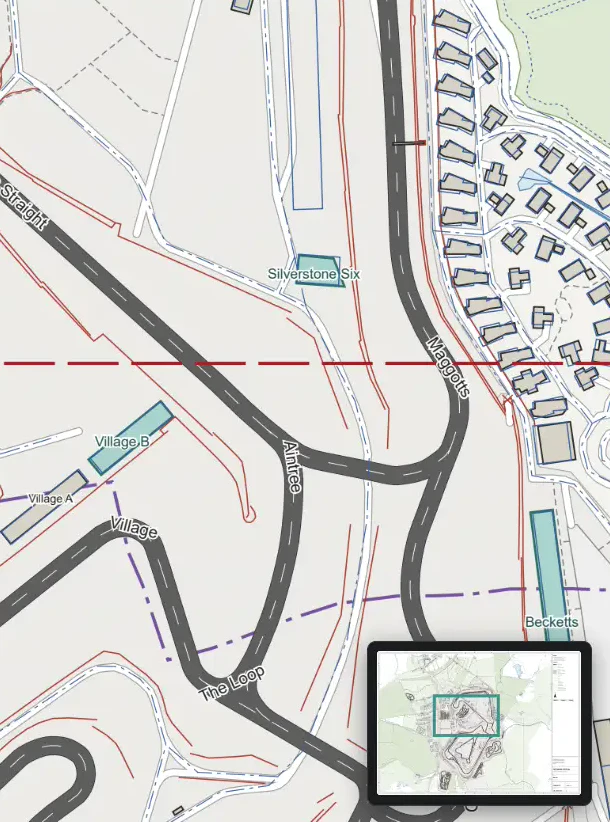 Straight
Silverstone Six
Maggotts
Village B
Aintree
Village A
Village
Becketts
The Loop